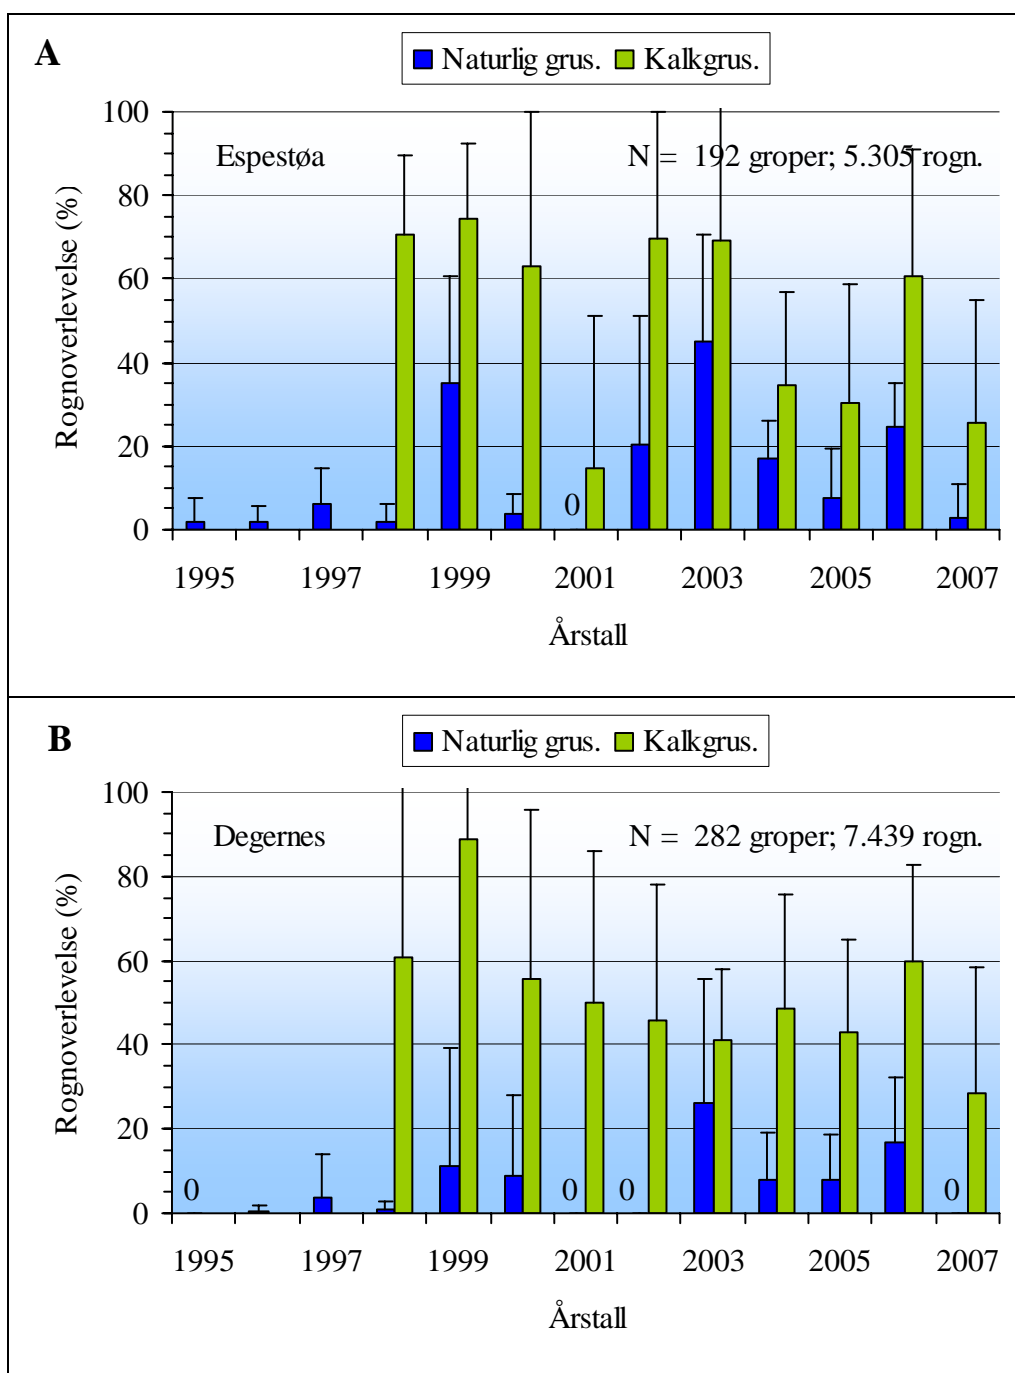 A
Naturlig grus. Kalkgrus.
Espestøa
N = 192 groper; 5.305 rogn.
Rognoverlevelse (%)
100
80
60
40
20
0
0
1995 1997 1999 2001 2003 2005 2007
Årstall
B
Naturlig grus. Kalkgrus.
Degernes
N = 282 groper; 7.439 rogn.
Rognoverlevelse (%)
100
80
60
40
20
0
0 0 0 0
1995 1997 1999 2001 2003 2005 2007
Årstall